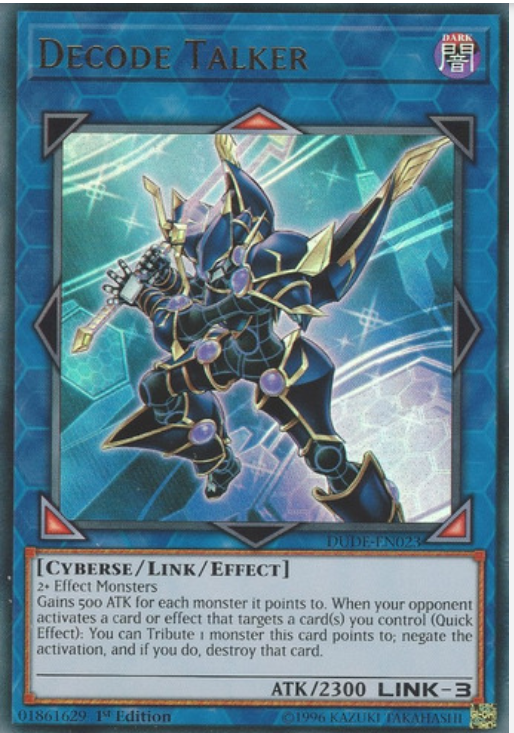 DECODE TALKER
DARK
闇
DUDE-EN023
[CYBERSE/LINK/EFFECT]
2+ Effect Monsters
Gains 500 ATK for each monster it points to. When your opponent
activates a card or effect that targets a card(s) you control (Quick
Effect): You can Tribute 1 monster this card points to; negate the
activation, and if you do, destroy that card.
ATK/2300 LINK-3
01861629 1st Edition ©1996 KAZUKI TAKAHASHI